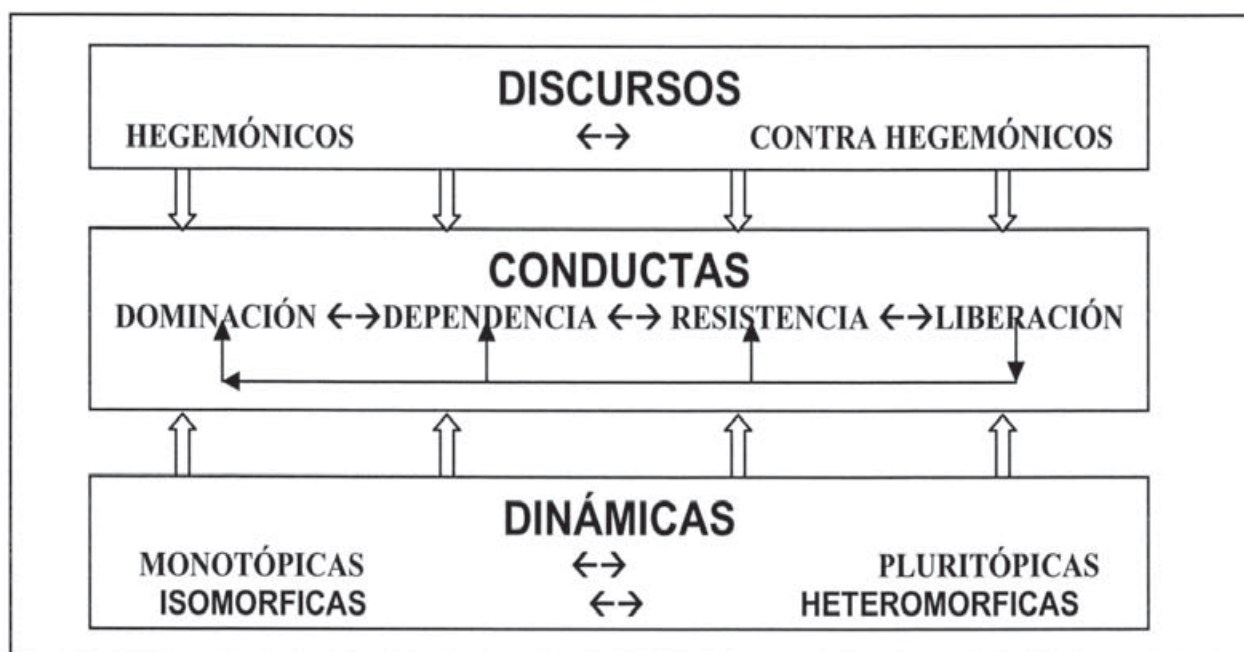 DISCURSOS
HEGEMÓNICOS ←→ CONTRA HEGEMÓNICOS
CONDUCTAS
DOMINACIÓN ←→ DEPENDENCIA ←→ RESISTENCIA ←→ LIBERACIÓN
DINÁMICAS
MONOTÓPICAS ←→ PLURITÓPICAS
ISOMORFICAS ←→ HETEROMORFICAS